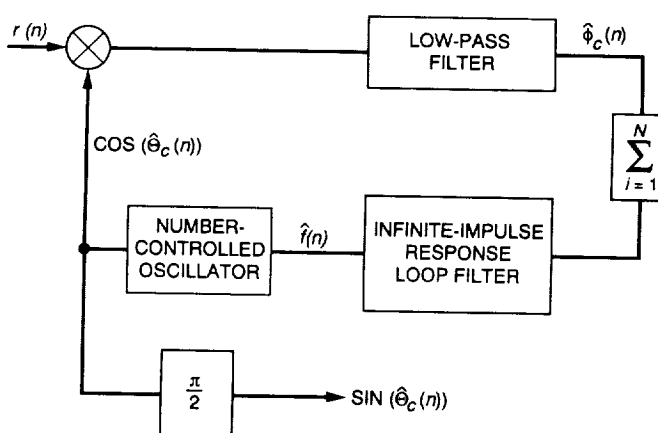 r (n)
LOW-PASS
FILTER
ϕ̂c(n)
COS (Θ̂c(n))
N
∑
i = 1
NUMBER-
CONTROLLED
OSCILLATOR
f̂(n)
INFINITE-IMPULSE
RESPONSE
LOOP FILTER
π
2
SIN (Θ̂c(n))